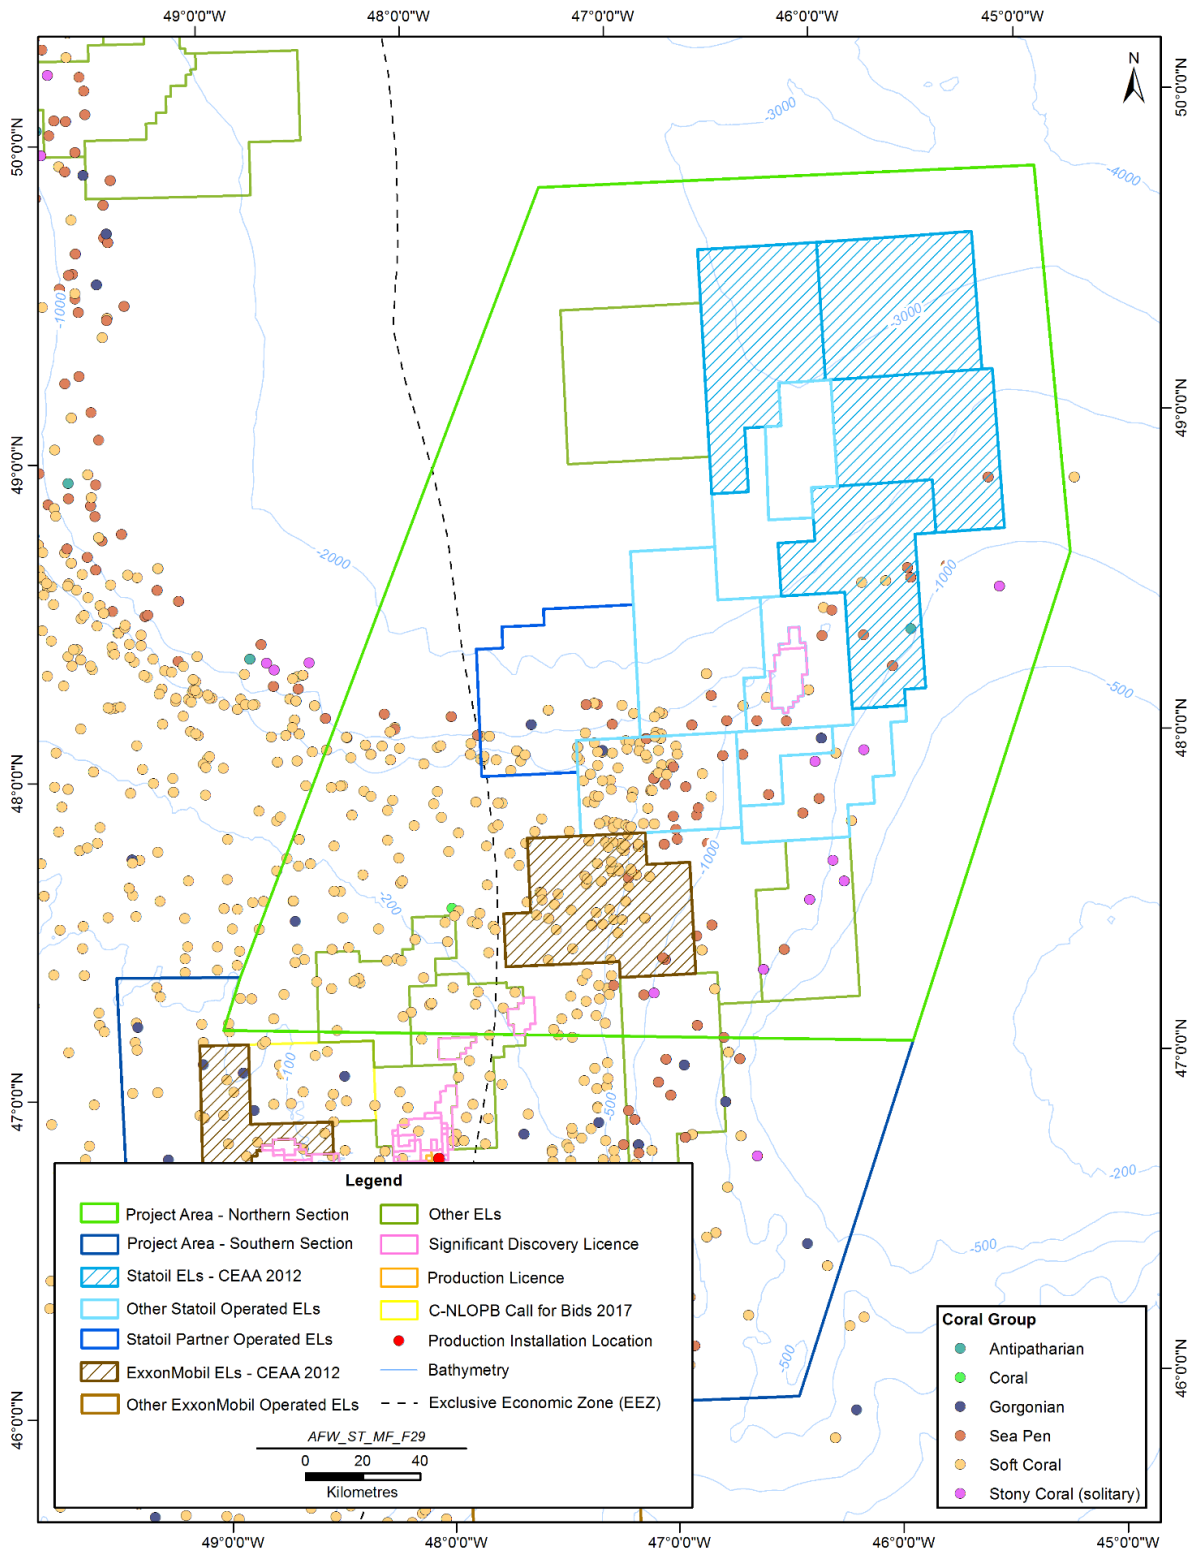 49°0'0"W 48°0'0"W 47°0'0"W 46°0'0"W 45°0'0"W
N
50°0'0"N
50°0'0"N
-3000
-4000
-1000
-3000
49°0'0"N
49°0'0"N
-2000
-1000
-500
48°0'0"N
48°0'0"N
-1000
-200
47°0'0"N
47°0'0"N
-100
-500
-200
-500
-500
46°0'0"N
46°0'0"N
Legend
Project Area - Northern Section
Project Area - Southern Section
Statoil ELs - CEAA 2012
Other Statoil Operated ELs
Statoil Partner Operated ELs
ExxonMobil ELs - CEAA 2012
Other ExxonMobil Operated ELs
Other ELs
Significant Discovery Licence
Production Licence
C-NLOPB Call for Bids 2017
Production Installation Location
Bathymetry
Exclusive Economic Zone (EEZ)
AFW_ST_MF_F29
0 20 40
Kilometres
Coral Group
Antipatharian
Coral
Gorgonian
Sea Pen
Soft Coral
Stony Coral (solitary)
49°0'0"W 48°0'0"W 47°0'0"W 46°0'0"W 45°0'0"W